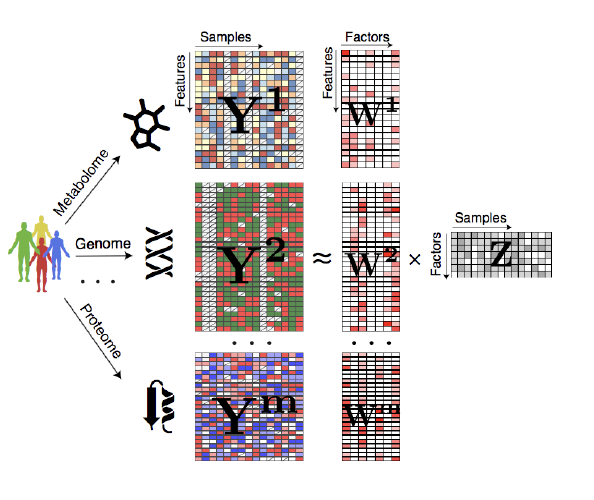 Samples
Factors
Features
Features
Y¹
W¹
Metabolome
Genome
. . .
Proteome
Y²
≈
W²
×
Samples
Factors
Z
. . .
. . .
Yᵐ
Wᵐ